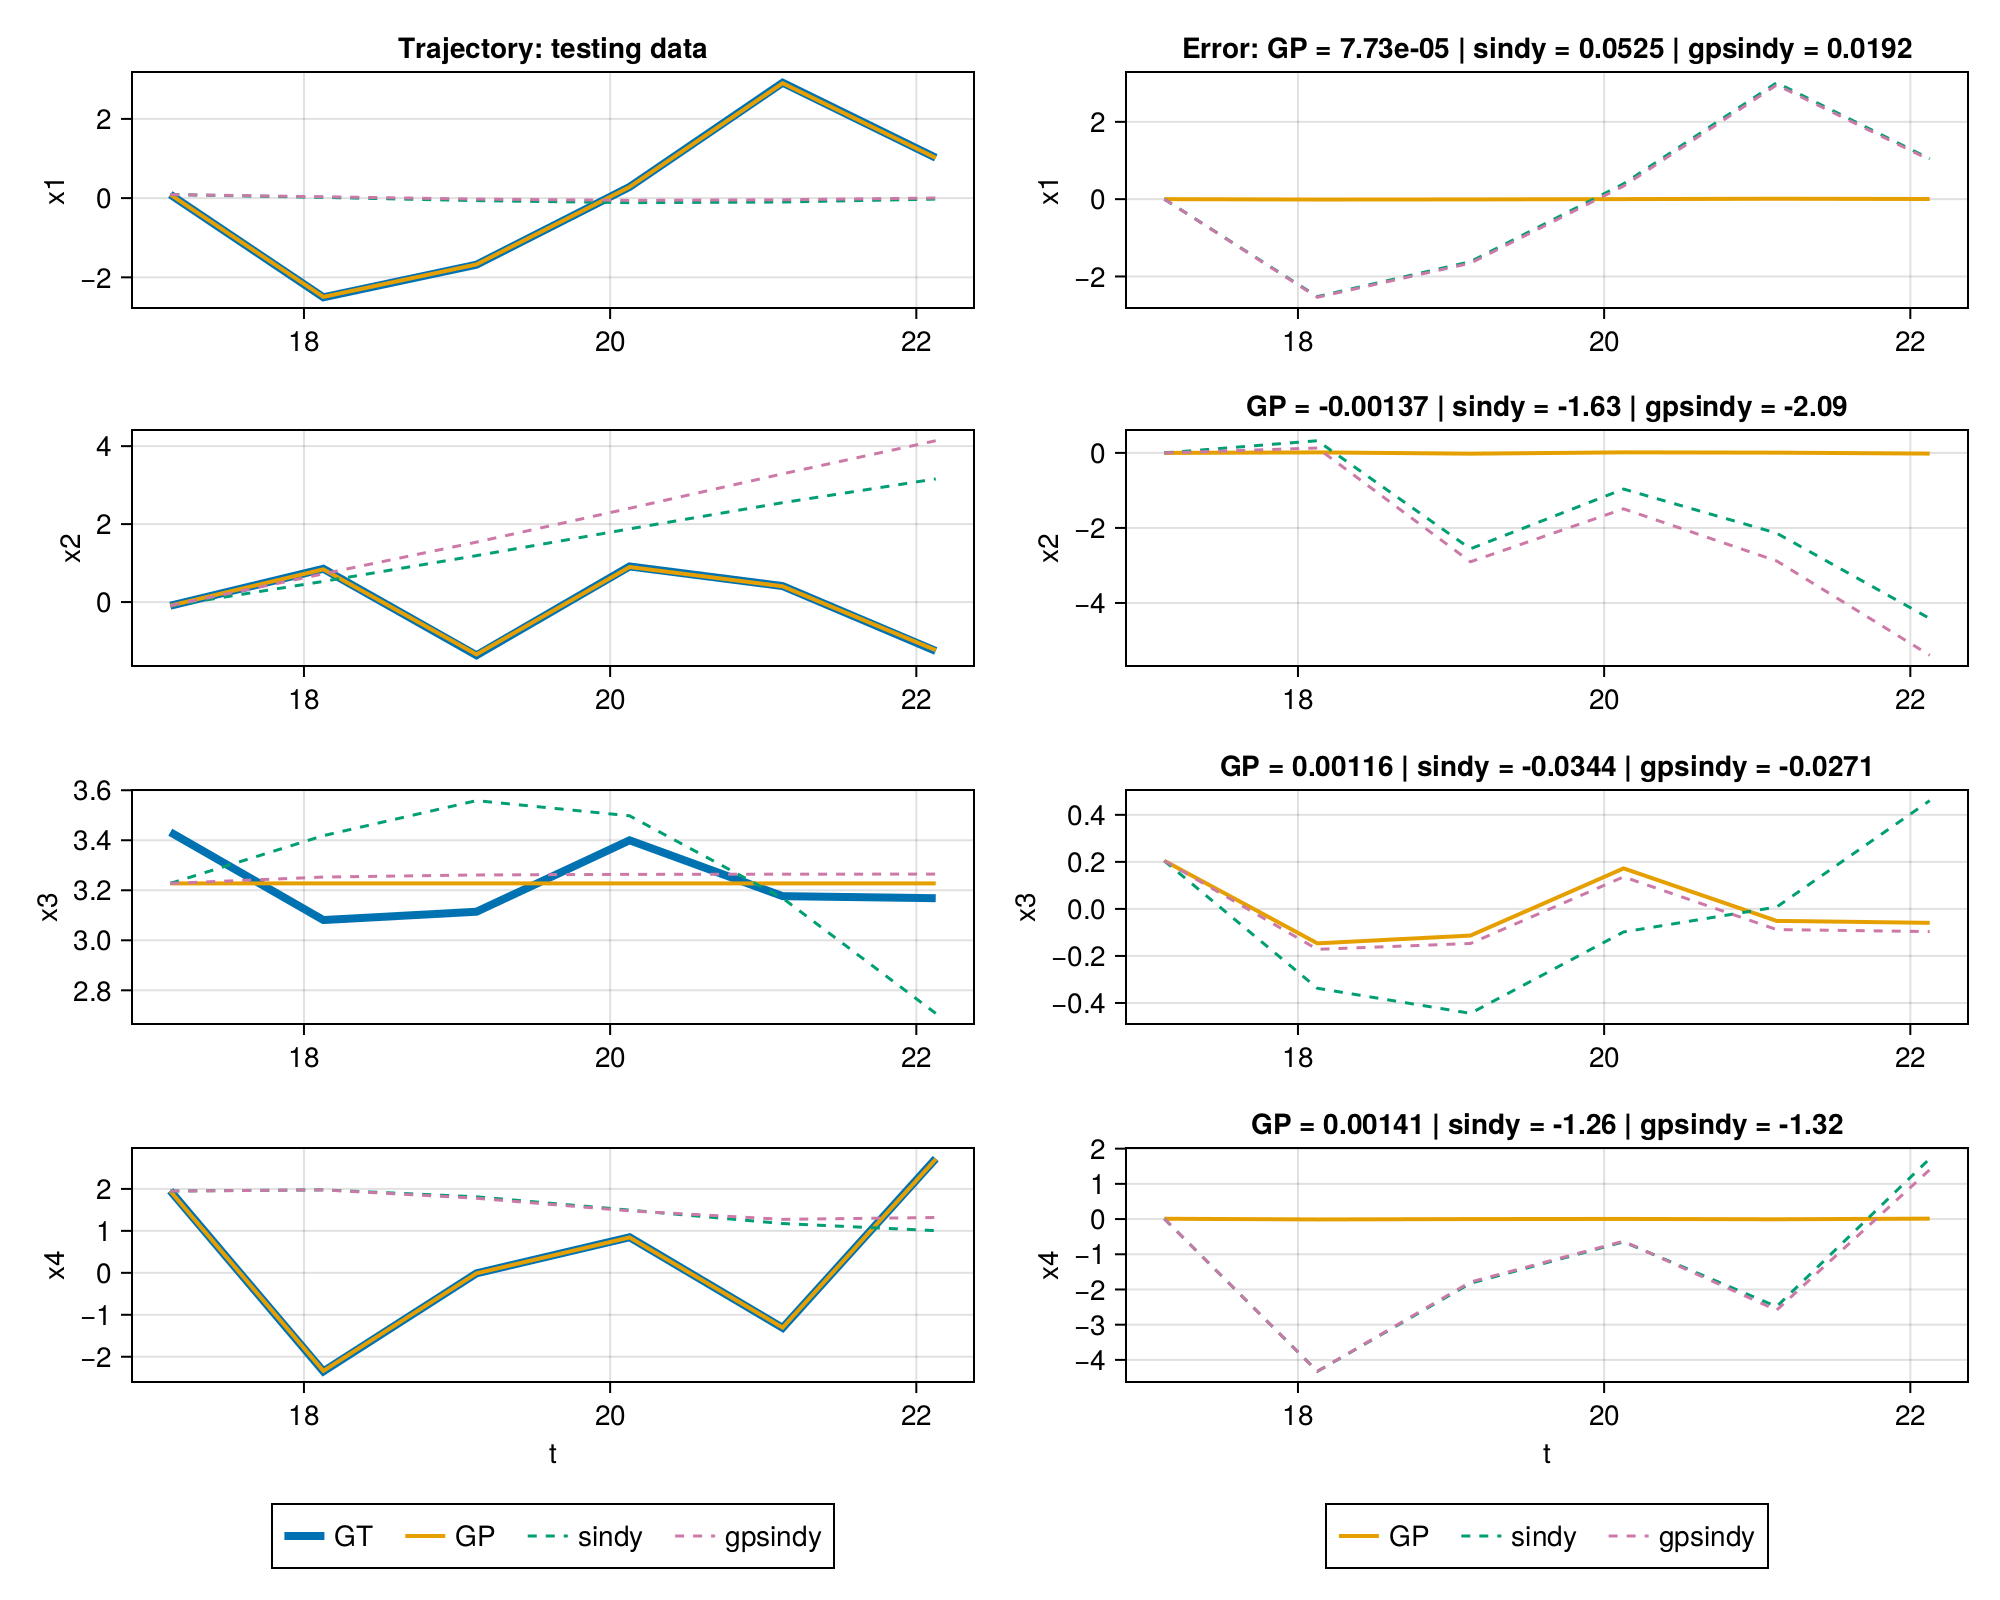 Trajectory: testing data
x1
2
0
−2
18 20 22
Error: GP = 7.73e-05 | sindy = 0.0525 | gpsindy = 0.0192
x1
2
0
−2
18 20 22
x2
4
2
0
18 20 22
GP = -0.00137 | sindy = -1.63 | gpsindy = -2.09
x2
0
−2
−4
18 20 22
x3
3.6
3.4
3.2
3.0
2.8
18 20 22
GP = 0.00116 | sindy = -0.0344 | gpsindy = -0.0271
x3
0.4
0.2
0.0
−0.2
−0.4
18 20 22
x4
2
1
0
−1
−2
18 20 22
t
GP = 0.00141 | sindy = -1.26 | gpsindy = -1.32
x4
2
1
0
−1
−2
−3
−4
18 20 22
t
GT GP sindy gpsindy
GP sindy gpsindy